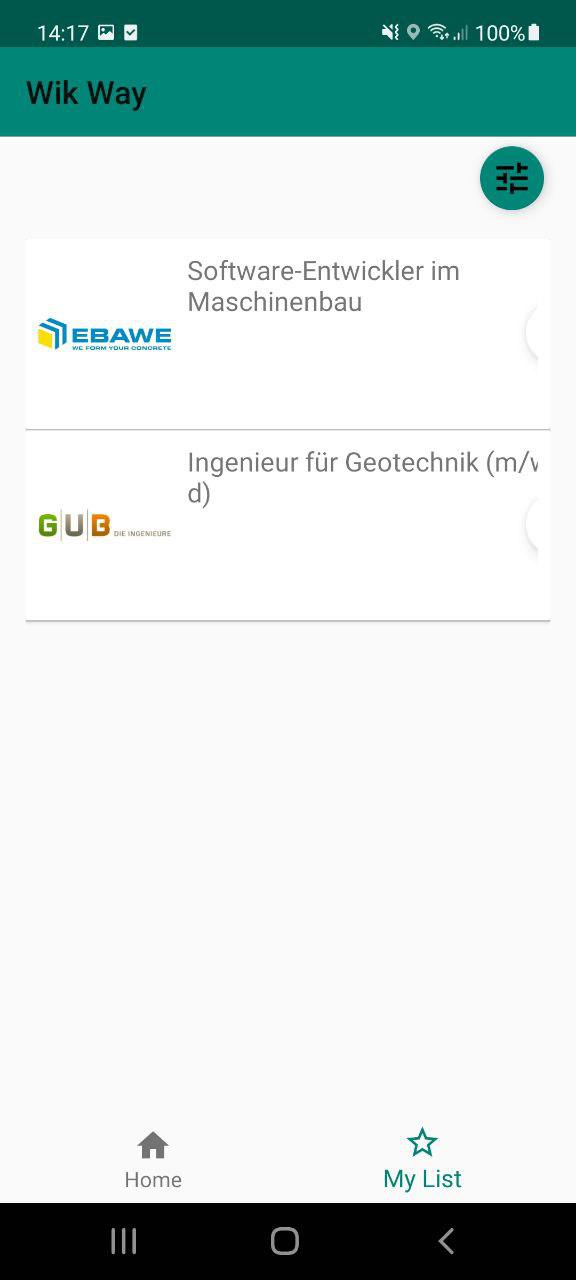 14:17
100%
Wik Way
Software-Entwickler im
Maschinenbau
EBAWE
WE FORM YOUR CONCRETE
Ingenieur für Geotechnik (m/
d)
GUB DIE INGENIEURE
Home
My List